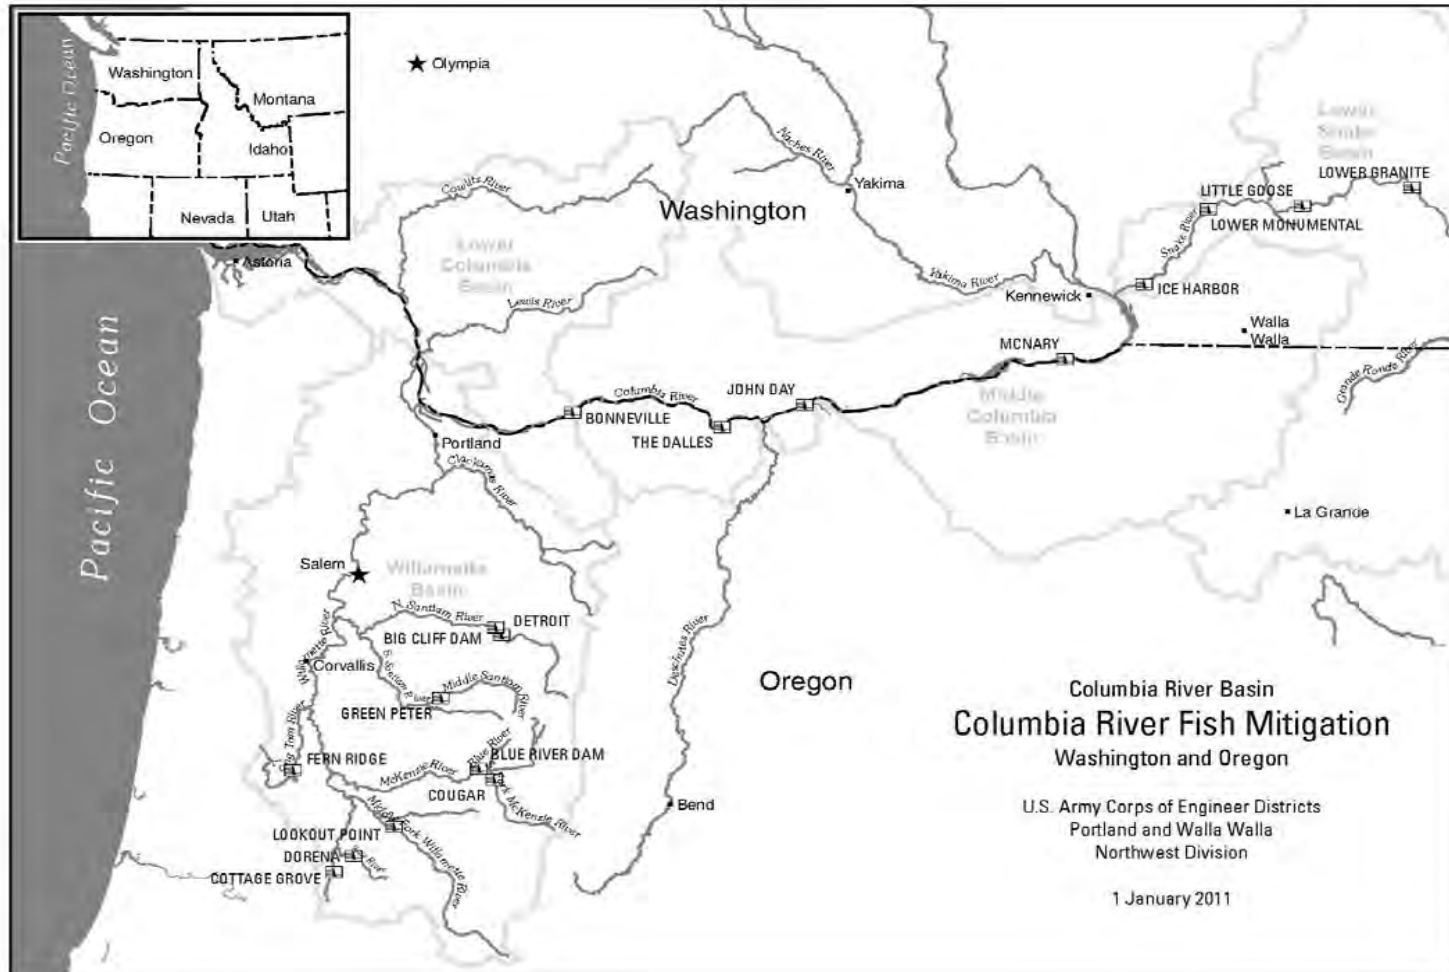 Pacific Ocean
Washington
Montana
Oregon
Idaho
Nevada
Utah
Olympia
Lower
Snake
Basin
LOWER GRANITE
LITTLE GOOSE
LOWER MONUMENTAL
Naches River
Yakima
Cowlitz River
Washington
Snake River
Astoria
Lower
Columbia
Basin
Lewis River
Yakima River
Kennewick
ICE HARBOR
Walla
Walla
MCNARY
Grande Ronde River
Pacific Ocean
Columbia River
JOHN DAY
BONNEVILLE
THE DALLES
Middle
Columbia
Basin
Portland
Clackamas River
La Grande
Salem
Willamette
Basin
N. Santiam River
DETROIT
BIG CLIFF DAM
Willamette River
Corvallis
S. Santiam River
Middle Santiam River
GREEN PETER
Deschutes River
Oregon
Columbia River Basin
Columbia River Fish Mitigation
Washington and Oregon
Long Tom River
FERN RIDGE
Blue River
BLUE RIVER DAM
McKenzie River
COUGAR
Fork McKenzie River
Bend
U.S. Army Corps of Engineer Districts
Portland and Walla Walla
Northwest Division
LOOKOUT POINT
Middle Fork Willamette River
DORENA
River
COTTAGE GROVE
1 January 2011